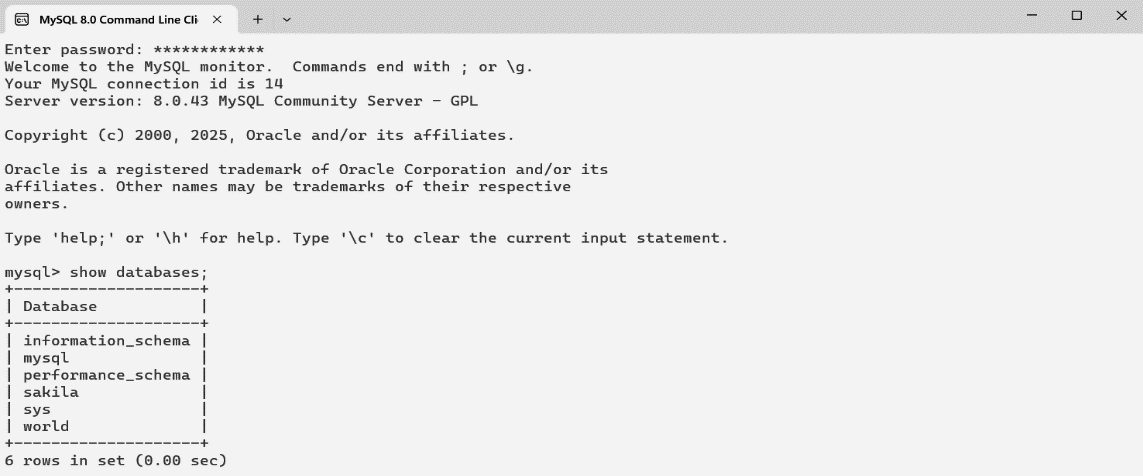 MySQL 8.0 Command Line Cli
Enter password: ************
Welcome to the MySQL monitor.  Commands end with ; or \g.
Your MySQL connection id is 14
Server version: 8.0.43 MySQL Community Server - GPL
Copyright (c) 2000, 2025, Oracle and/or its affiliates.
Oracle is a registered trademark of Oracle Corporation and/or its
affiliates. Other names may be trademarks of their respective
owners.
Type 'help;' or '\h' for help. Type '\c' to clear the current input statement.
mysql> show databases;
+--------------------+
| Database           |
+--------------------+
| information_schema |
| mysql              |
| performance_schema |
| sakila             |
| sys                |
| world              |
+--------------------+
6 rows in set (0.00 sec)